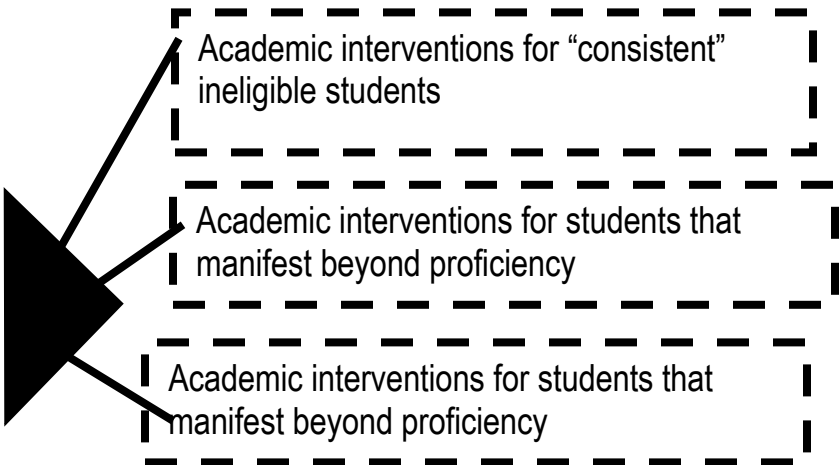 Academic interventions for “consistent”
ineligible students
Academic interventions for students that
manifest beyond proficiency
Academic interventions for students that
manifest beyond proficiency